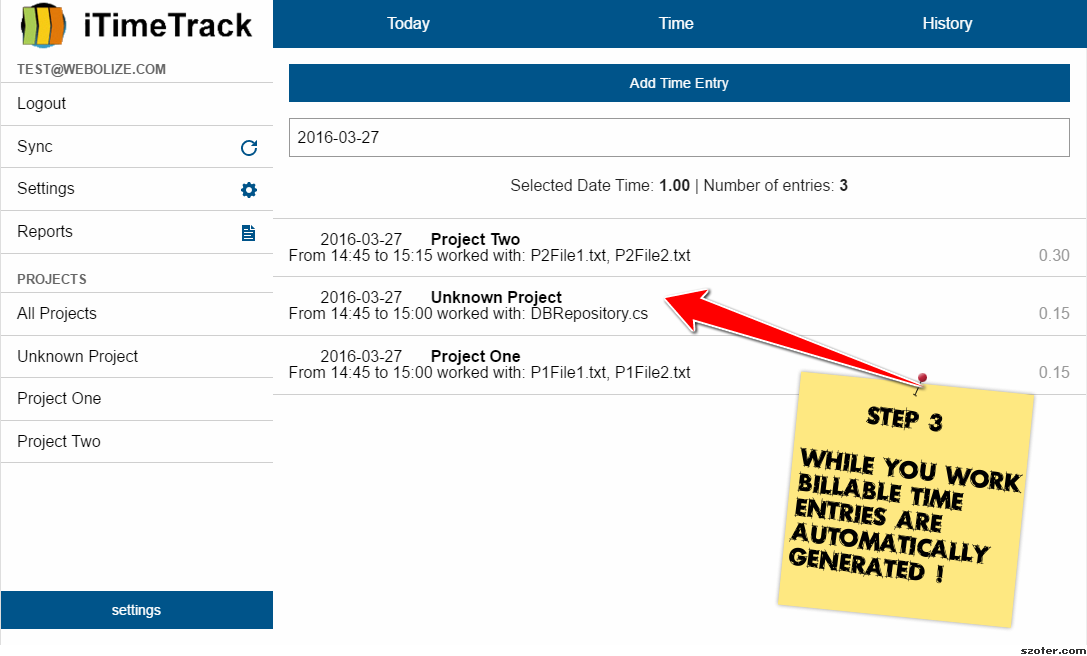 iTimeTrack
TEST@WEBOLIZE.COM
Logout
Sync
Settings
Reports
PROJECTS
All Projects
Unknown Project
Project One
Project Two
settings
Today Time History
Add Time Entry
2016-03-27
Selected Date Time: 1.00 | Number of entries: 3
2016-03-27 Project Two
From 14:45 to 15:15 worked with: P2File1.txt, P2File2.txt 0.30
2016-03-27 Unknown Project
From 14:45 to 15:00 worked with: DBRepository.cs 0.15
2016-03-27 Project One
From 14:45 to 15:00 worked with: P1File1.txt, P1File2.txt 0.15
STEP 3
WHILE YOU WORK
BILLABLE TIME
ENTRIES ARE
AUTOMATICALLY
GENERATED !
szoter.com